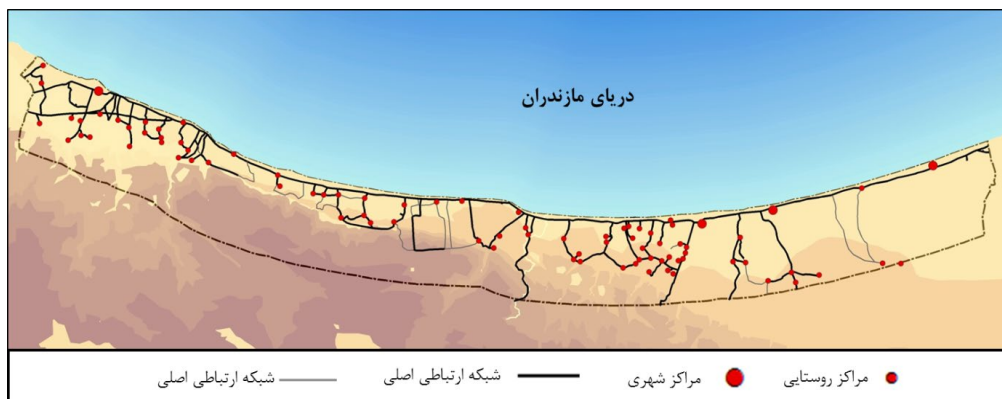 دریای مازندران
مراکز روستایی
مراکز شهری
شبکه ارتباطی اصلی
شبکه ارتباطی اصلی